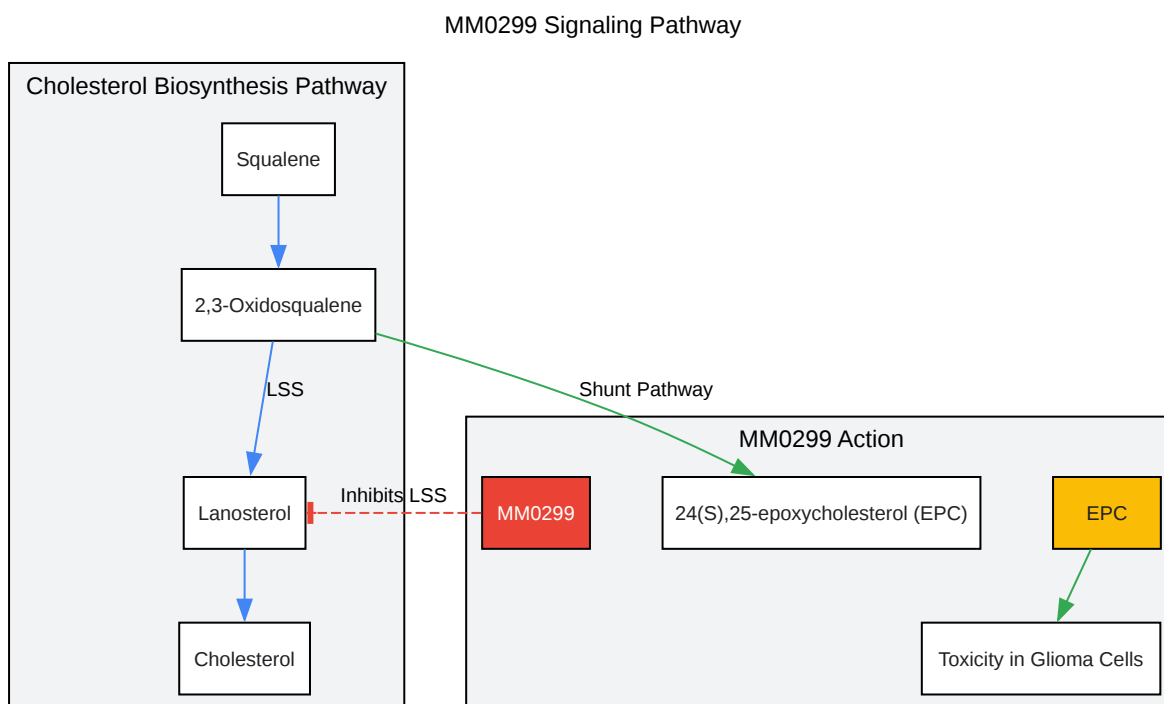 MM0299 Signaling Pathway
Cholesterol Biosynthesis Pathway
Squalene
2,3-Oxidosqualene
LSS
Shunt Pathway
MM0299 Action
Lanosterol
Inhibits LSS
MM0299
24(S),25-epoxycholesterol (EPC)
EPC
Cholesterol
Toxicity in Glioma Cells